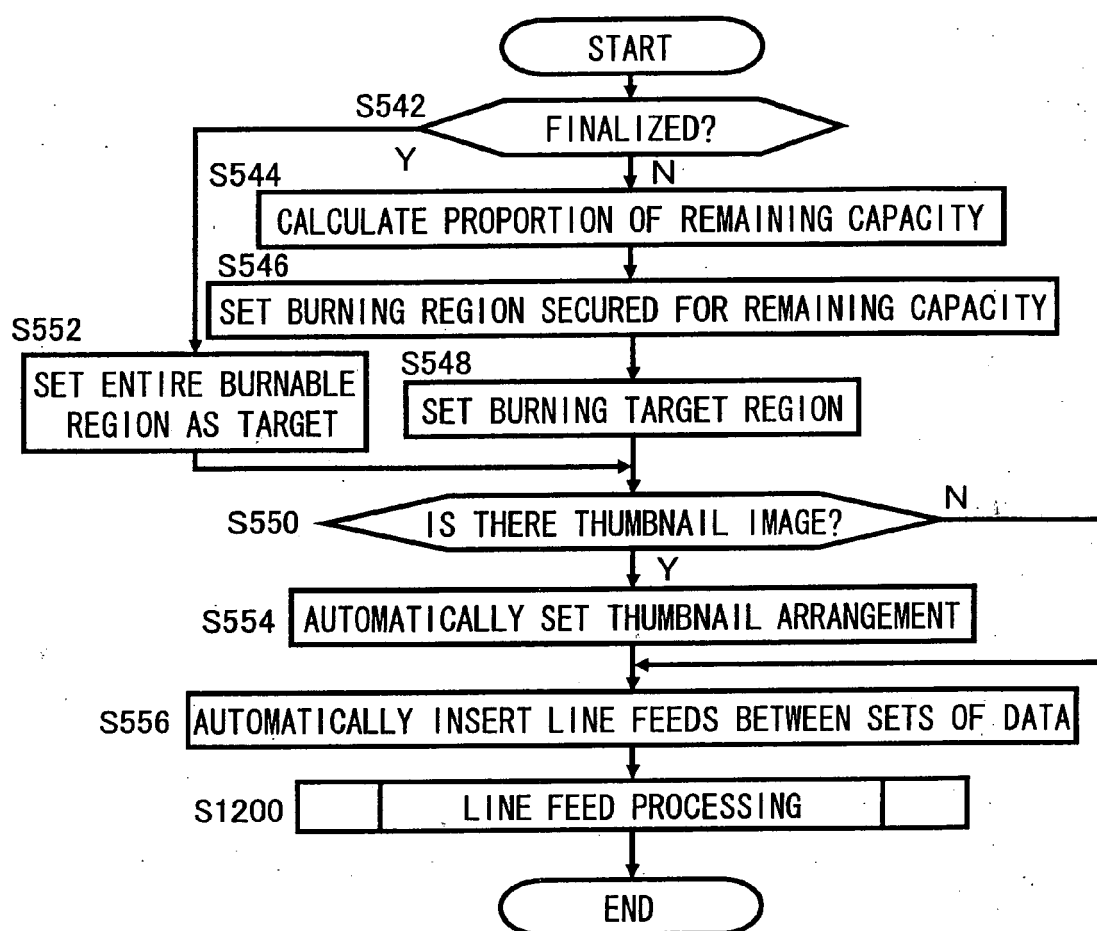 START
S542
FINALIZED?
Y
N
S544
CALCULATE PROPORTION OF REMAINING CAPACITY
S546
SET BURNING REGION SECURED FOR REMAINING CAPACITY
S552
SET ENTIRE BURNABLE
REGION AS TARGET
S548
SET BURNING TARGET REGION
S550
IS THERE THUMBNAIL IMAGE?
N
Y
S554
AUTOMATICALLY SET THUMBNAIL ARRANGEMENT
S556
AUTOMATICALLY INSERT LINE FEEDS BETWEEN SETS OF DATA
S1200
LINE FEED PROCESSING
END